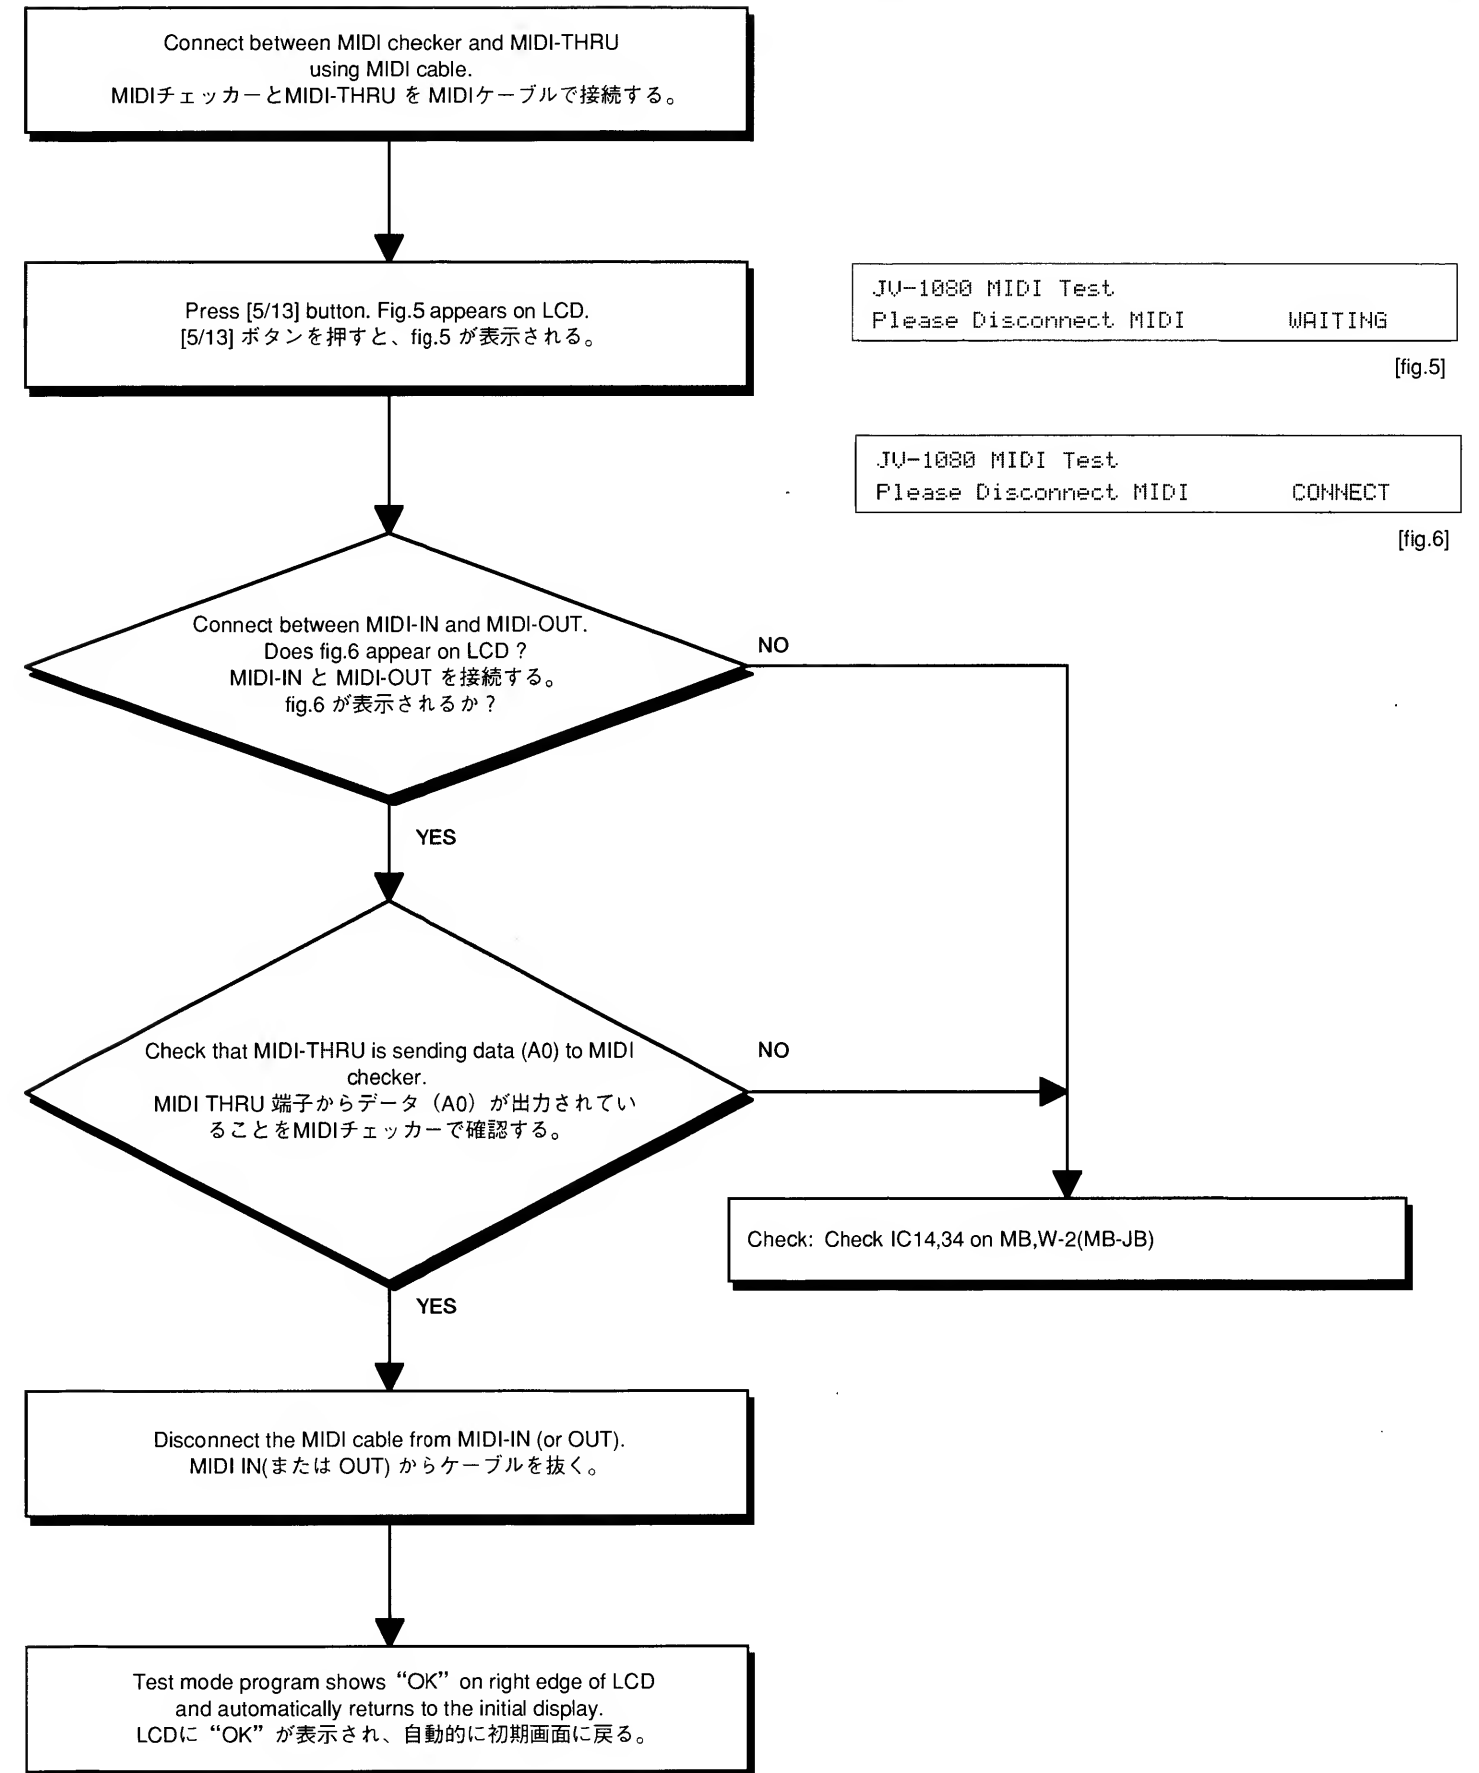 Connect between MIDI checker and MIDI-THRU
using MIDI cable.
MIDIチェッカーとMIDI-THRU を MIDIケーブルで接続する。
Press [5/13] button. Fig.5 appears on LCD.
[5/13] ボタンを押すと、fig.5 が表示される。
JV-1080 MIDI Test
Please Disconnect MIDI WAITING
[fig.5]
JV-1080 MIDI Test
Please Disconnect MIDI CONNECT
[fig.6]
Connect between MIDI-IN and MIDI-OUT.
Does fig.6 appear on LCD ?
MIDI-IN と MIDI-OUT を接続する。
fig.6 が表示されるか？
NO
YES
Check that MIDI-THRU is sending data (A0) to MIDI
checker.
MIDI THRU 端子からデータ（A0）が出力されてい
ることをMIDIチェッカーで確認する。
NO
Check: Check IC14,34 on MB,W-2(MB-JB)
YES
Disconnect the MIDI cable from MIDI-IN (or OUT).
MIDI IN(または OUT) からケーブルを抜く。
Test mode program shows “OK” on right edge of LCD
and automatically returns to the initial display.
LCDに “OK” が表示され、自動的に初期画面に戻る。